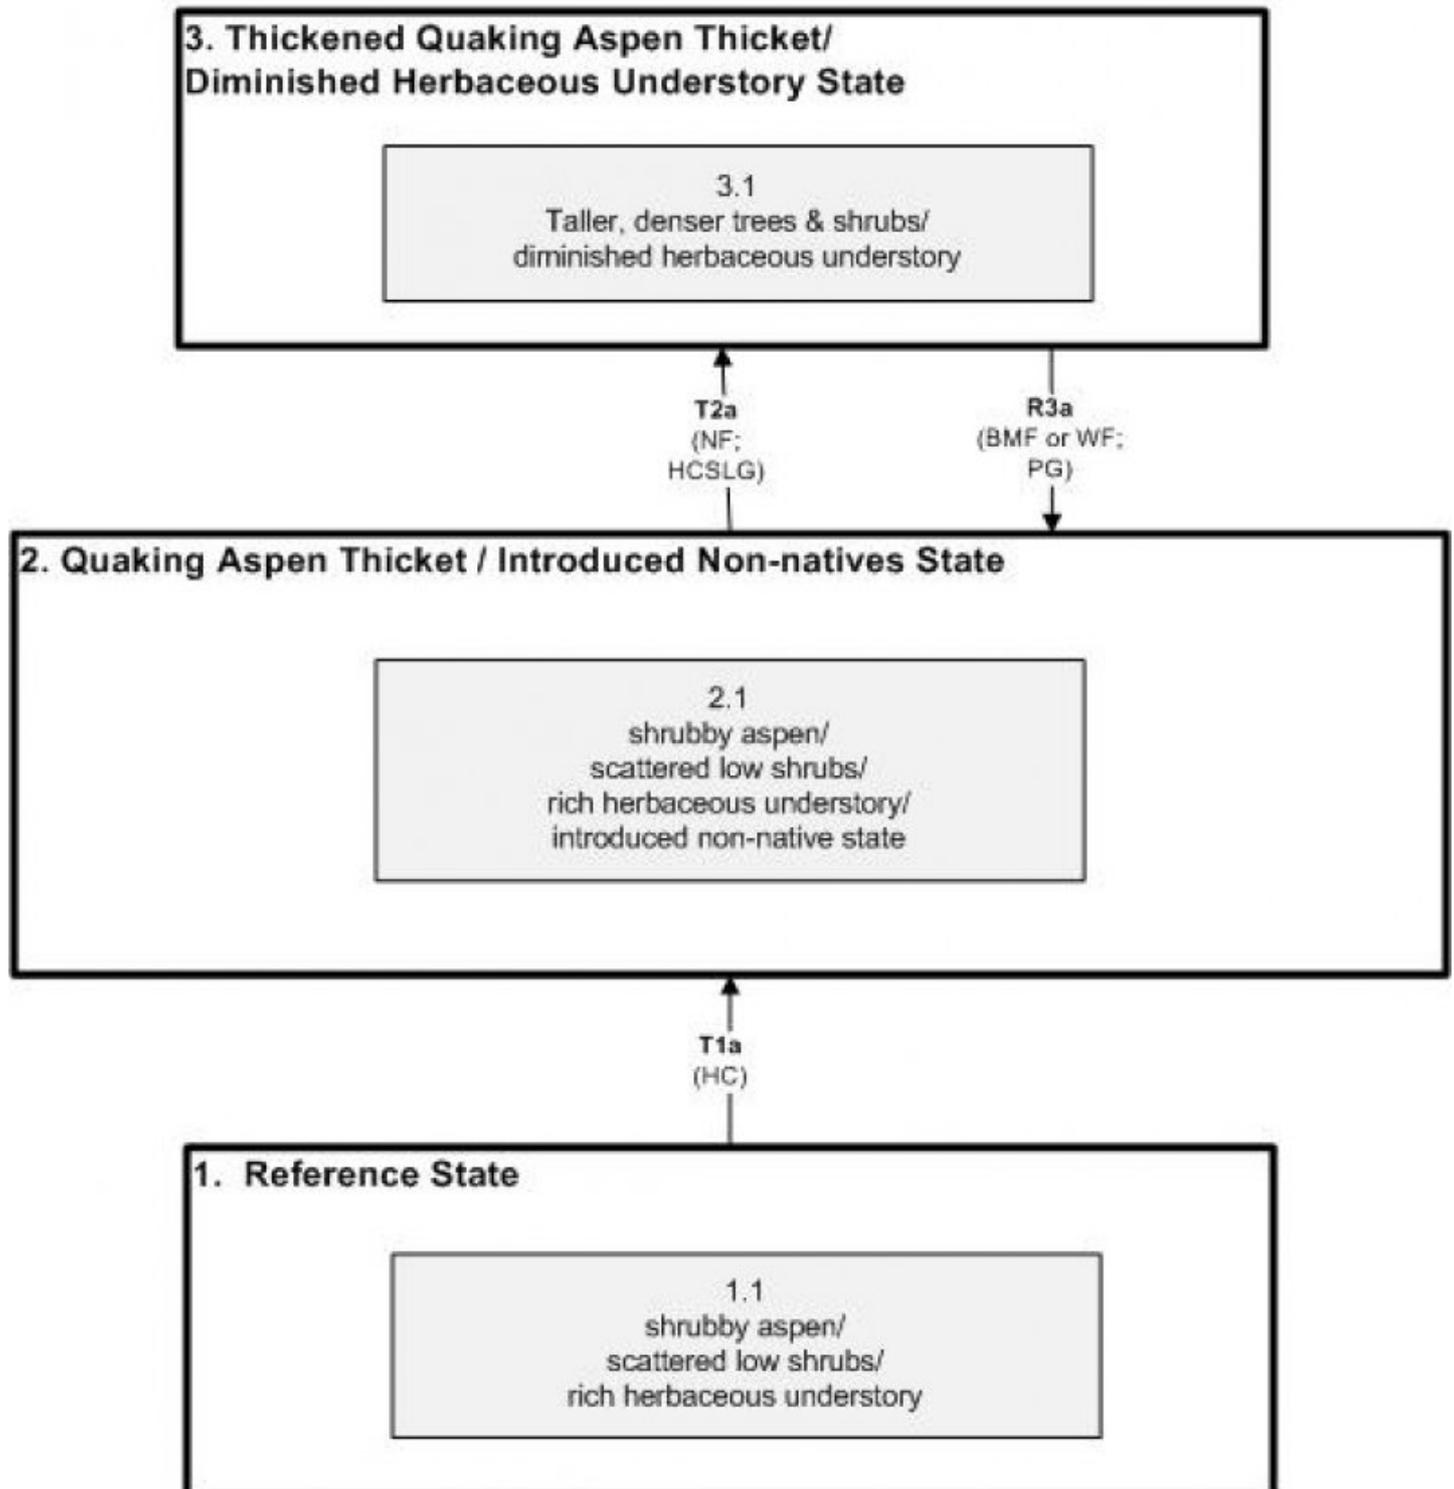 3. Thickened Quaking Aspen Thicket/
Diminished Herbaceous Understory State
3.1
Taller, denser trees & shrubs/
diminished herbaceous understory
T2a
(NF;
HCSLG)
R3a
(BMF or WF;
PG)
2. Quaking Aspen Thicket / Introduced Non-natives State
2.1
shrubby aspen/
scattered low shrubs/
rich herbaceous understory/
introduced non-native state
T1a
(HC)
1. Reference State
1.1
shrubby aspen/
scattered low shrubs/
rich herbaceous understory